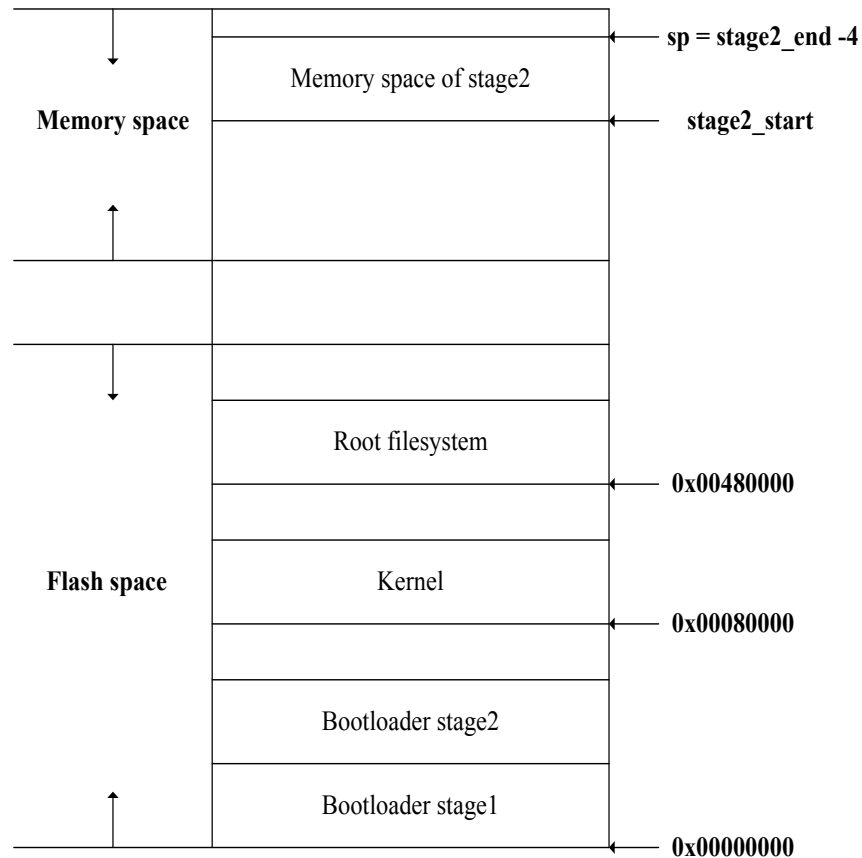 sp = stage2_end -4
Memory space of stage2
Memory space
stage2_start
Root filesystem
0x00480000
Flash space
Kernel
0x00080000
Bootloader stage2
Bootloader stage1
0x00000000